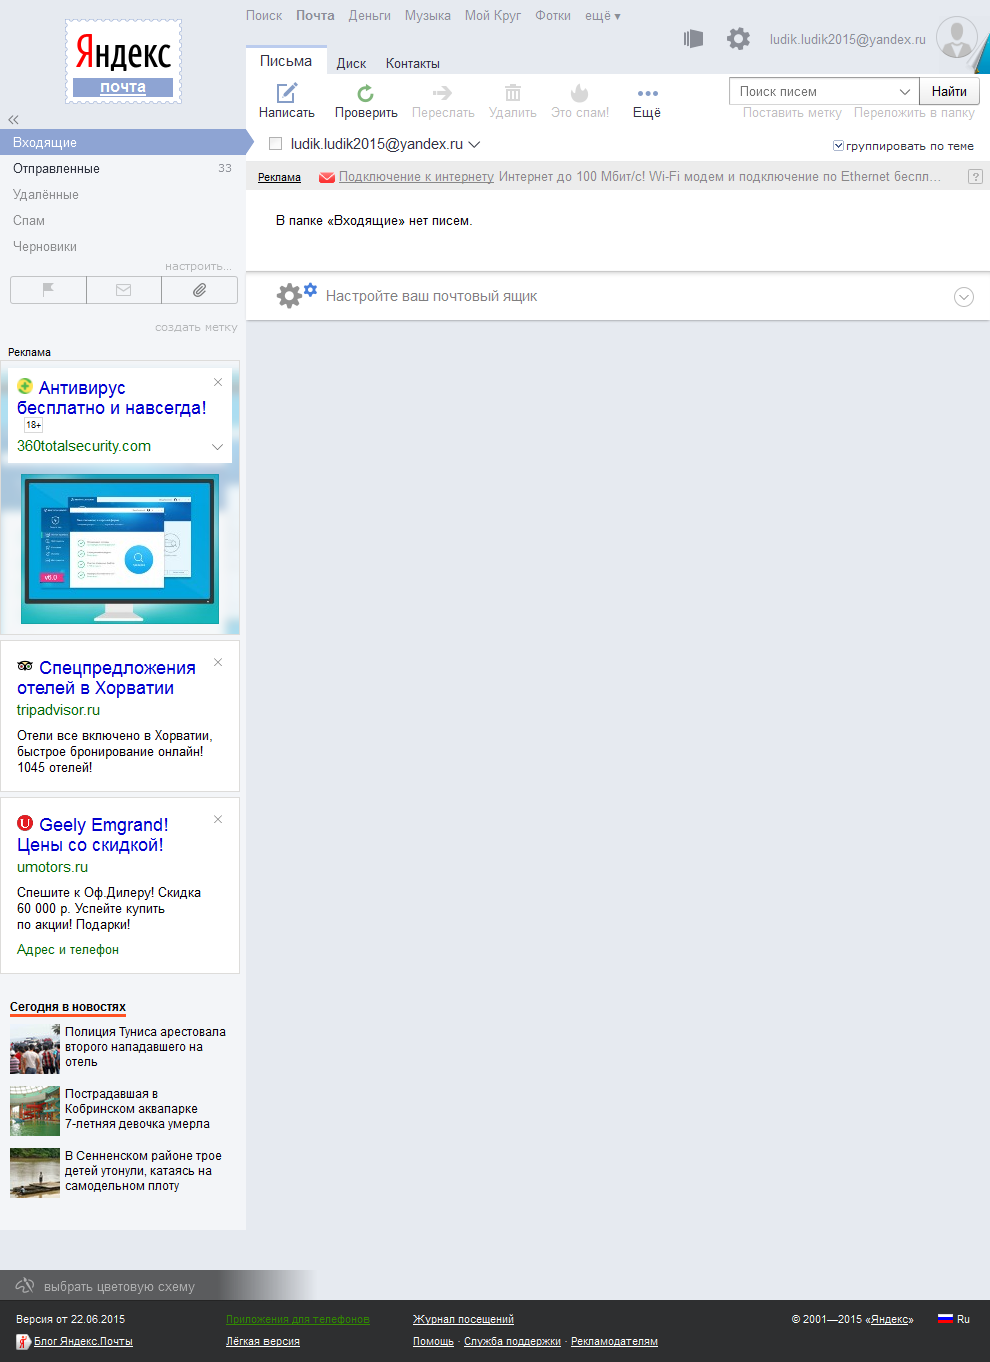 Поиск Почта Деньги Музыка Мой Круг Фотки ещё ▾
Яндекс
почта
ludik.ludik2015@yandex.ru
Письма Диск Контакты
Написать Проверить Переслать Удалить Это спам! Ещё
Поиск писем Найти
Поставить метку Переложить в папку
Входящие
Отправленные 33
Удалённые
Спам
Черновики
настроить...
создать метку
ludik.ludik2015@yandex.ru
группировать по теме
Реклама Подключение к интернету Интернет до 100 Мбит/с! Wi-Fi модем и подключение по Ethernet беспл... ?
В папке «Входящие» нет писем.
Настройте ваш почтовый ящик
Реклама
Антивирус
бесплатно и навсегда!
18+
360totalsecurity.com
v6.0
Спецпредложения
отелей в Хорватии
tripadvisor.ru
Отели все включено в Хорватии,
быстрое бронирование онлайн!
1045 отелей!
Geely Emgrand!
Цены со скидкой!
umotors.ru
Спешите к Оф.Дилеру! Скидка
60 000 р. Успейте купить
по акции! Подарки!
Адрес и телефон
Сегодня в новостях
Полиция Туниса арестовала
второго нападавшего на
отель
Пострадавшая в
Кобринском аквапарке
7-летняя девочка умерла
В Сенненском районе трое
детей утонули, катаясь на
самодельном плоту
выбрать цветовую схему
Версия от 22.06.2015 Приложения для телефонов Журнал посещений © 2001—2015 «Яндекс» Ru
Блог Яндекс.Почты Лёгкая версия Помощь · Служба поддержки · Рекламодателям